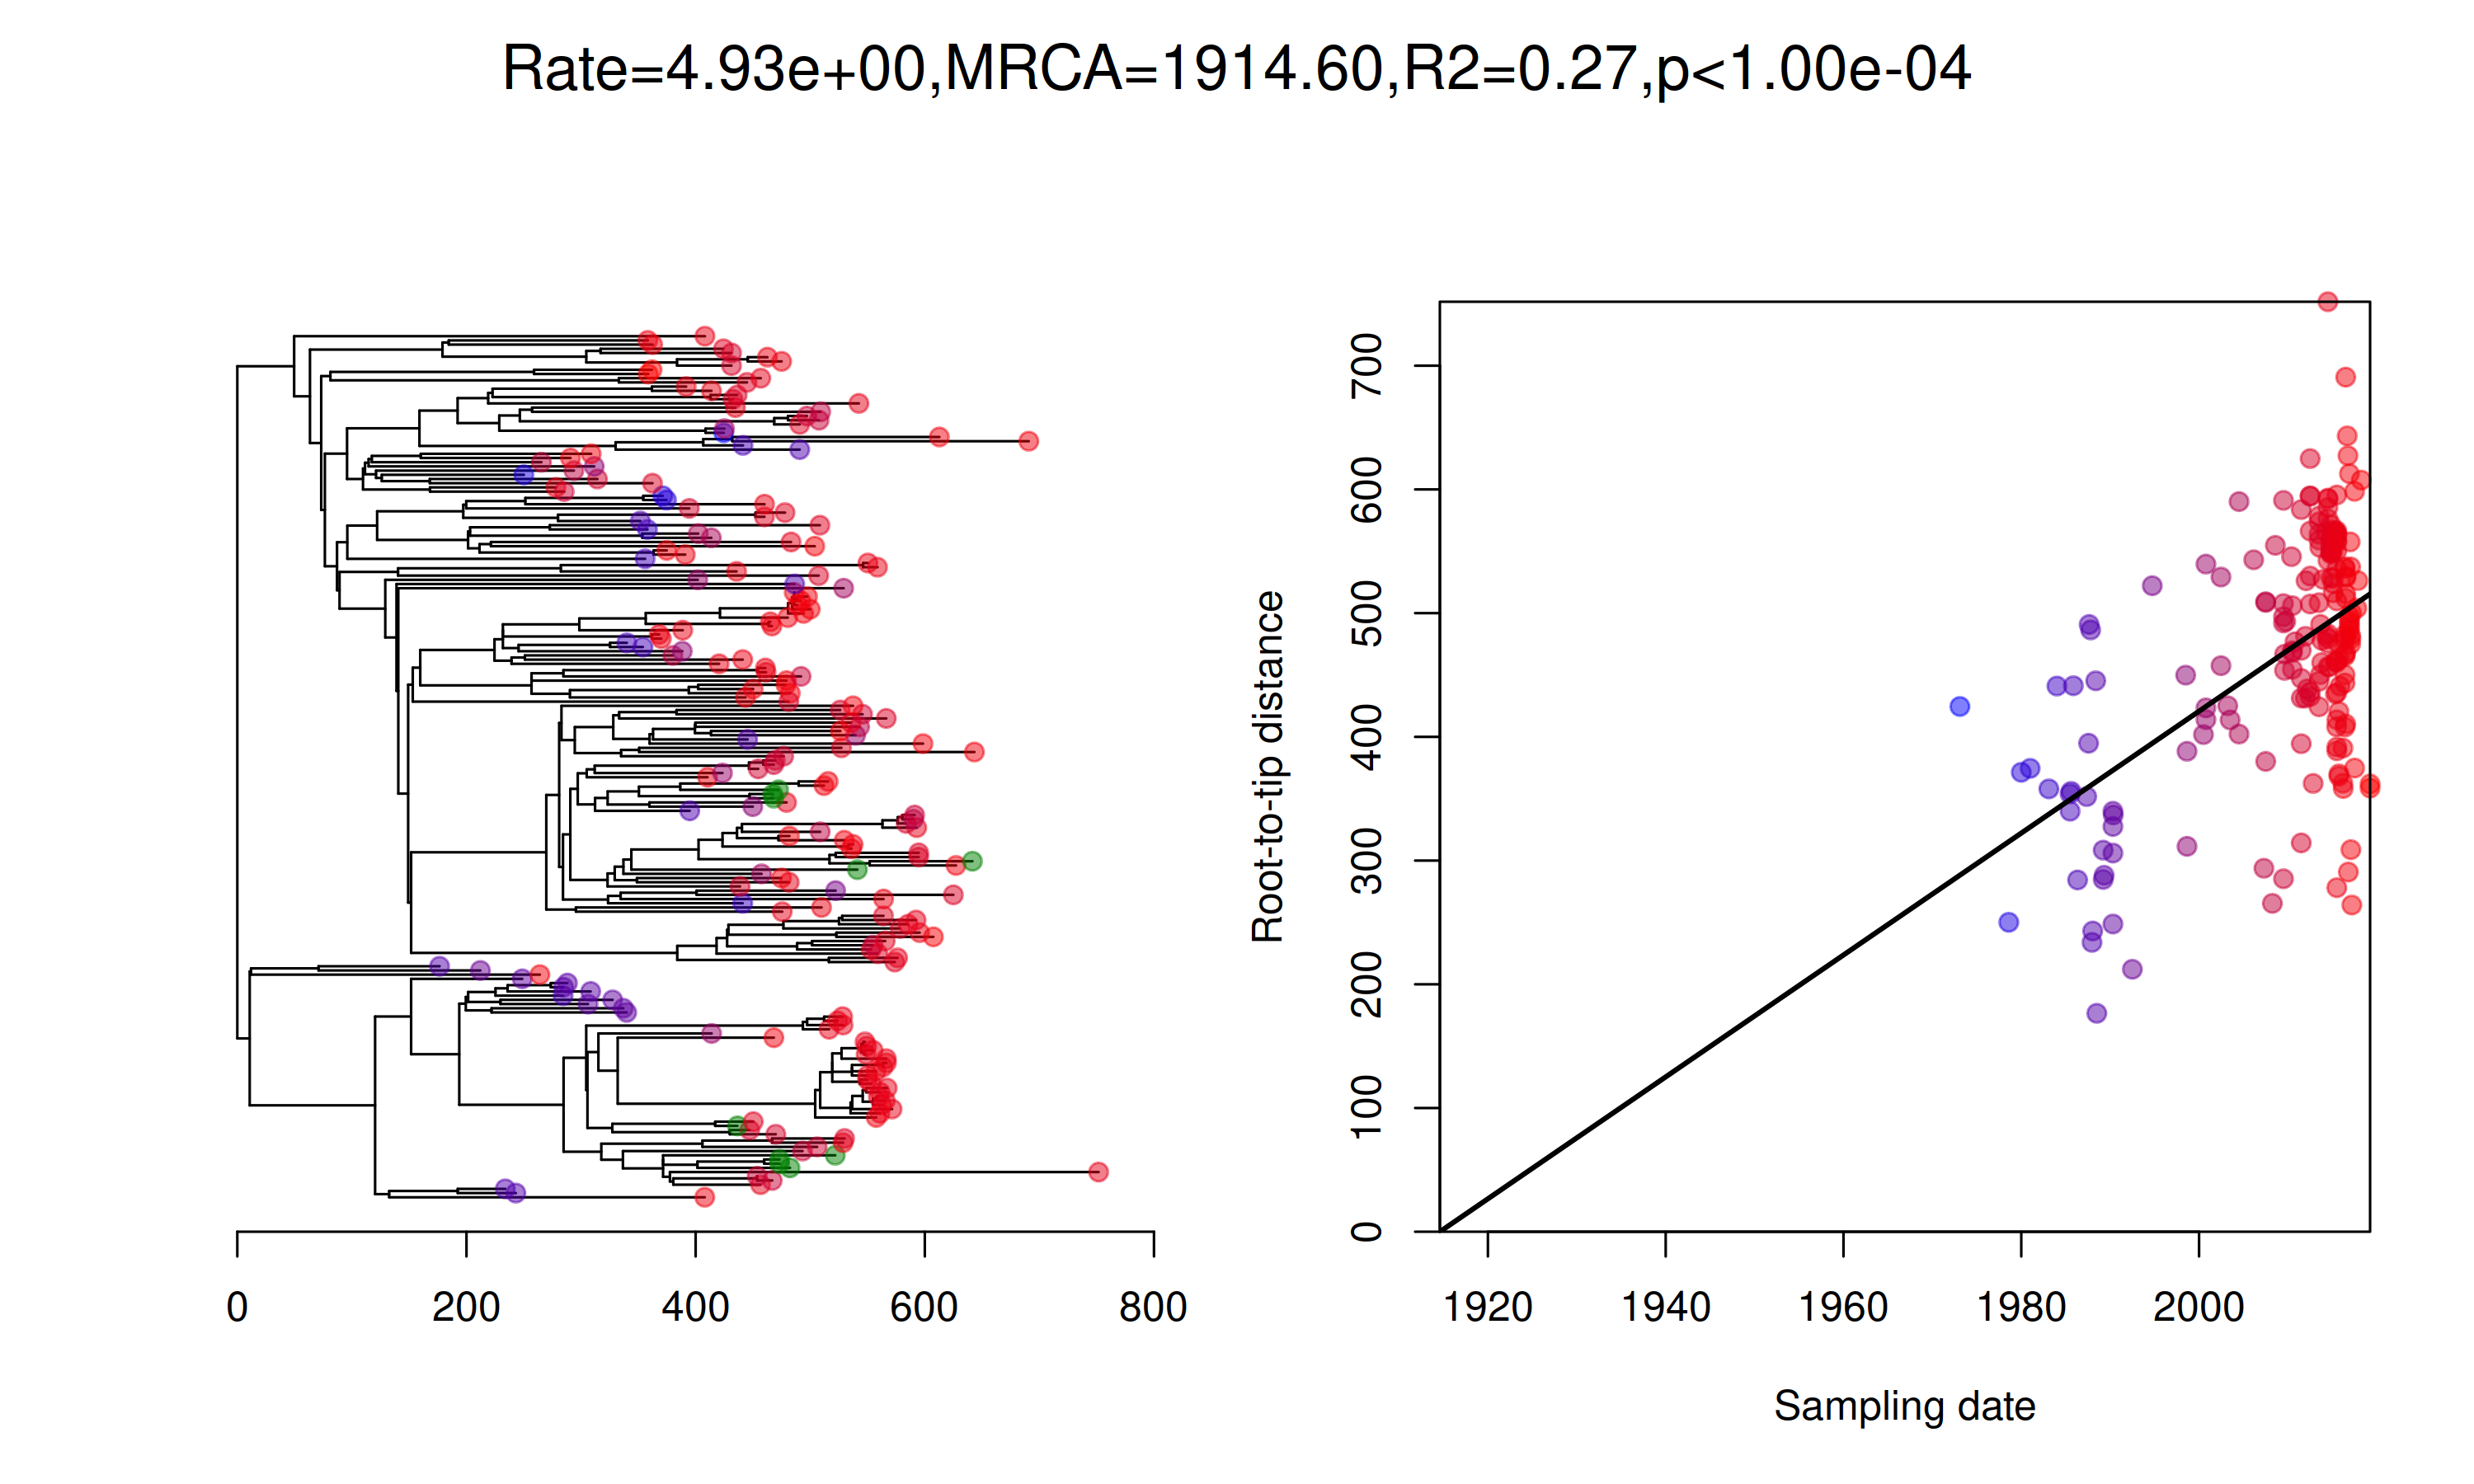 Rate=4.93e+00,MRCA=1914.60,R2=0.27,p<1.00e-04
0 200 400 600 800
Root-to-tip distance
0 100 200 300 400 500 600 700
1920 1940 1960 1980 2000
Sampling date